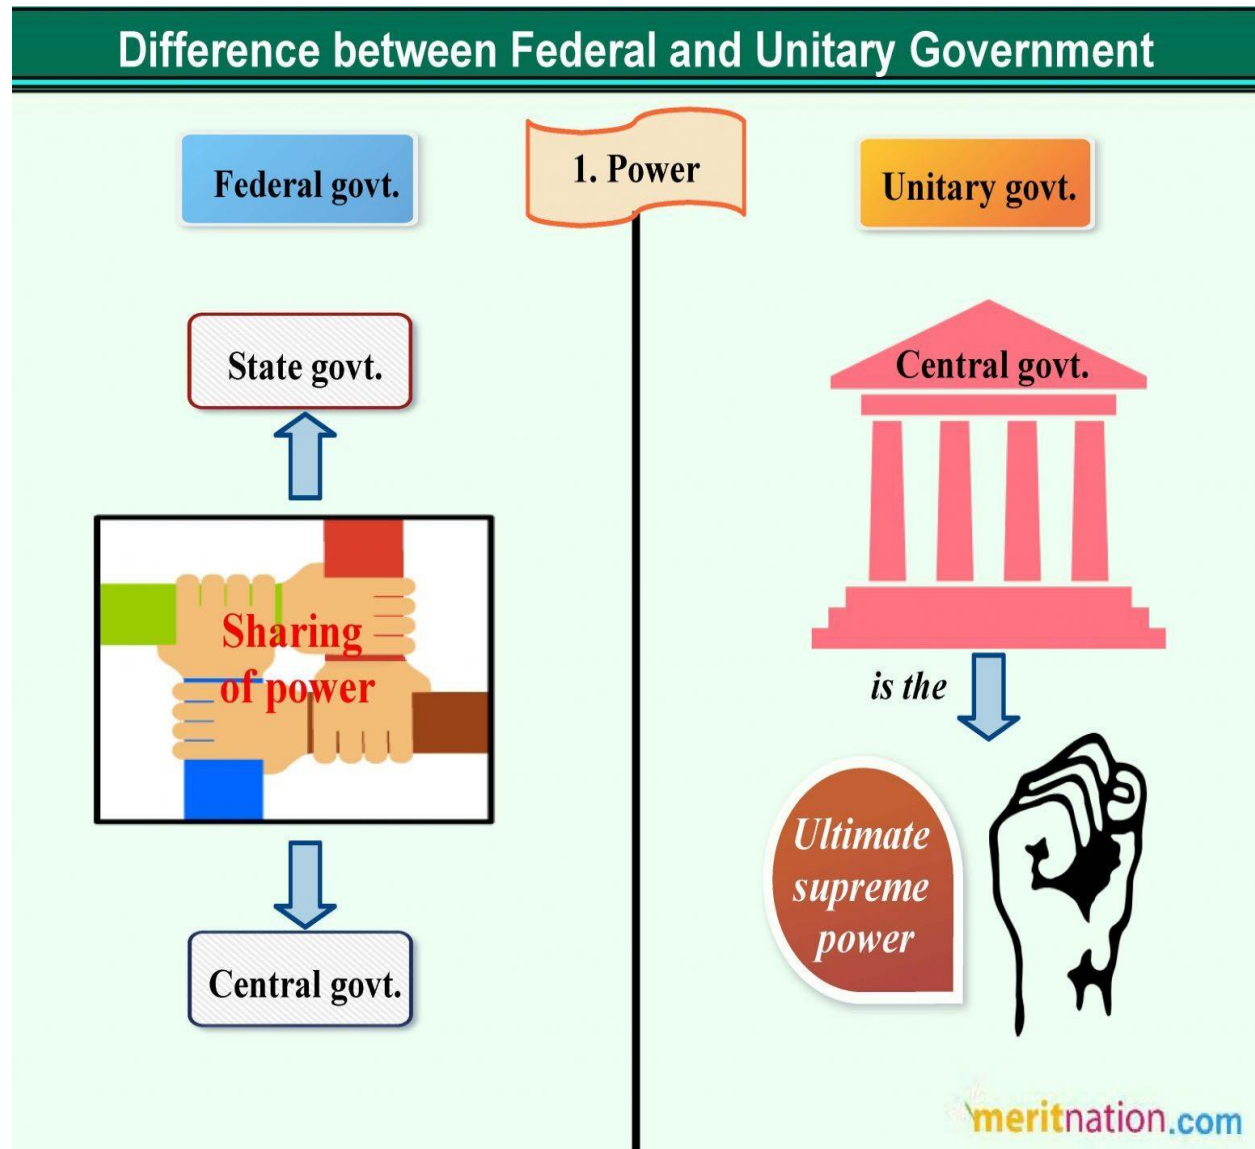 Difference between Federal and Unitary Government
1. Power
Federal govt.
State govt.
Sharing
of power
Central govt.
Unitary govt.
Central govt.
is the
Ultimate
supreme
power
meritnation.com